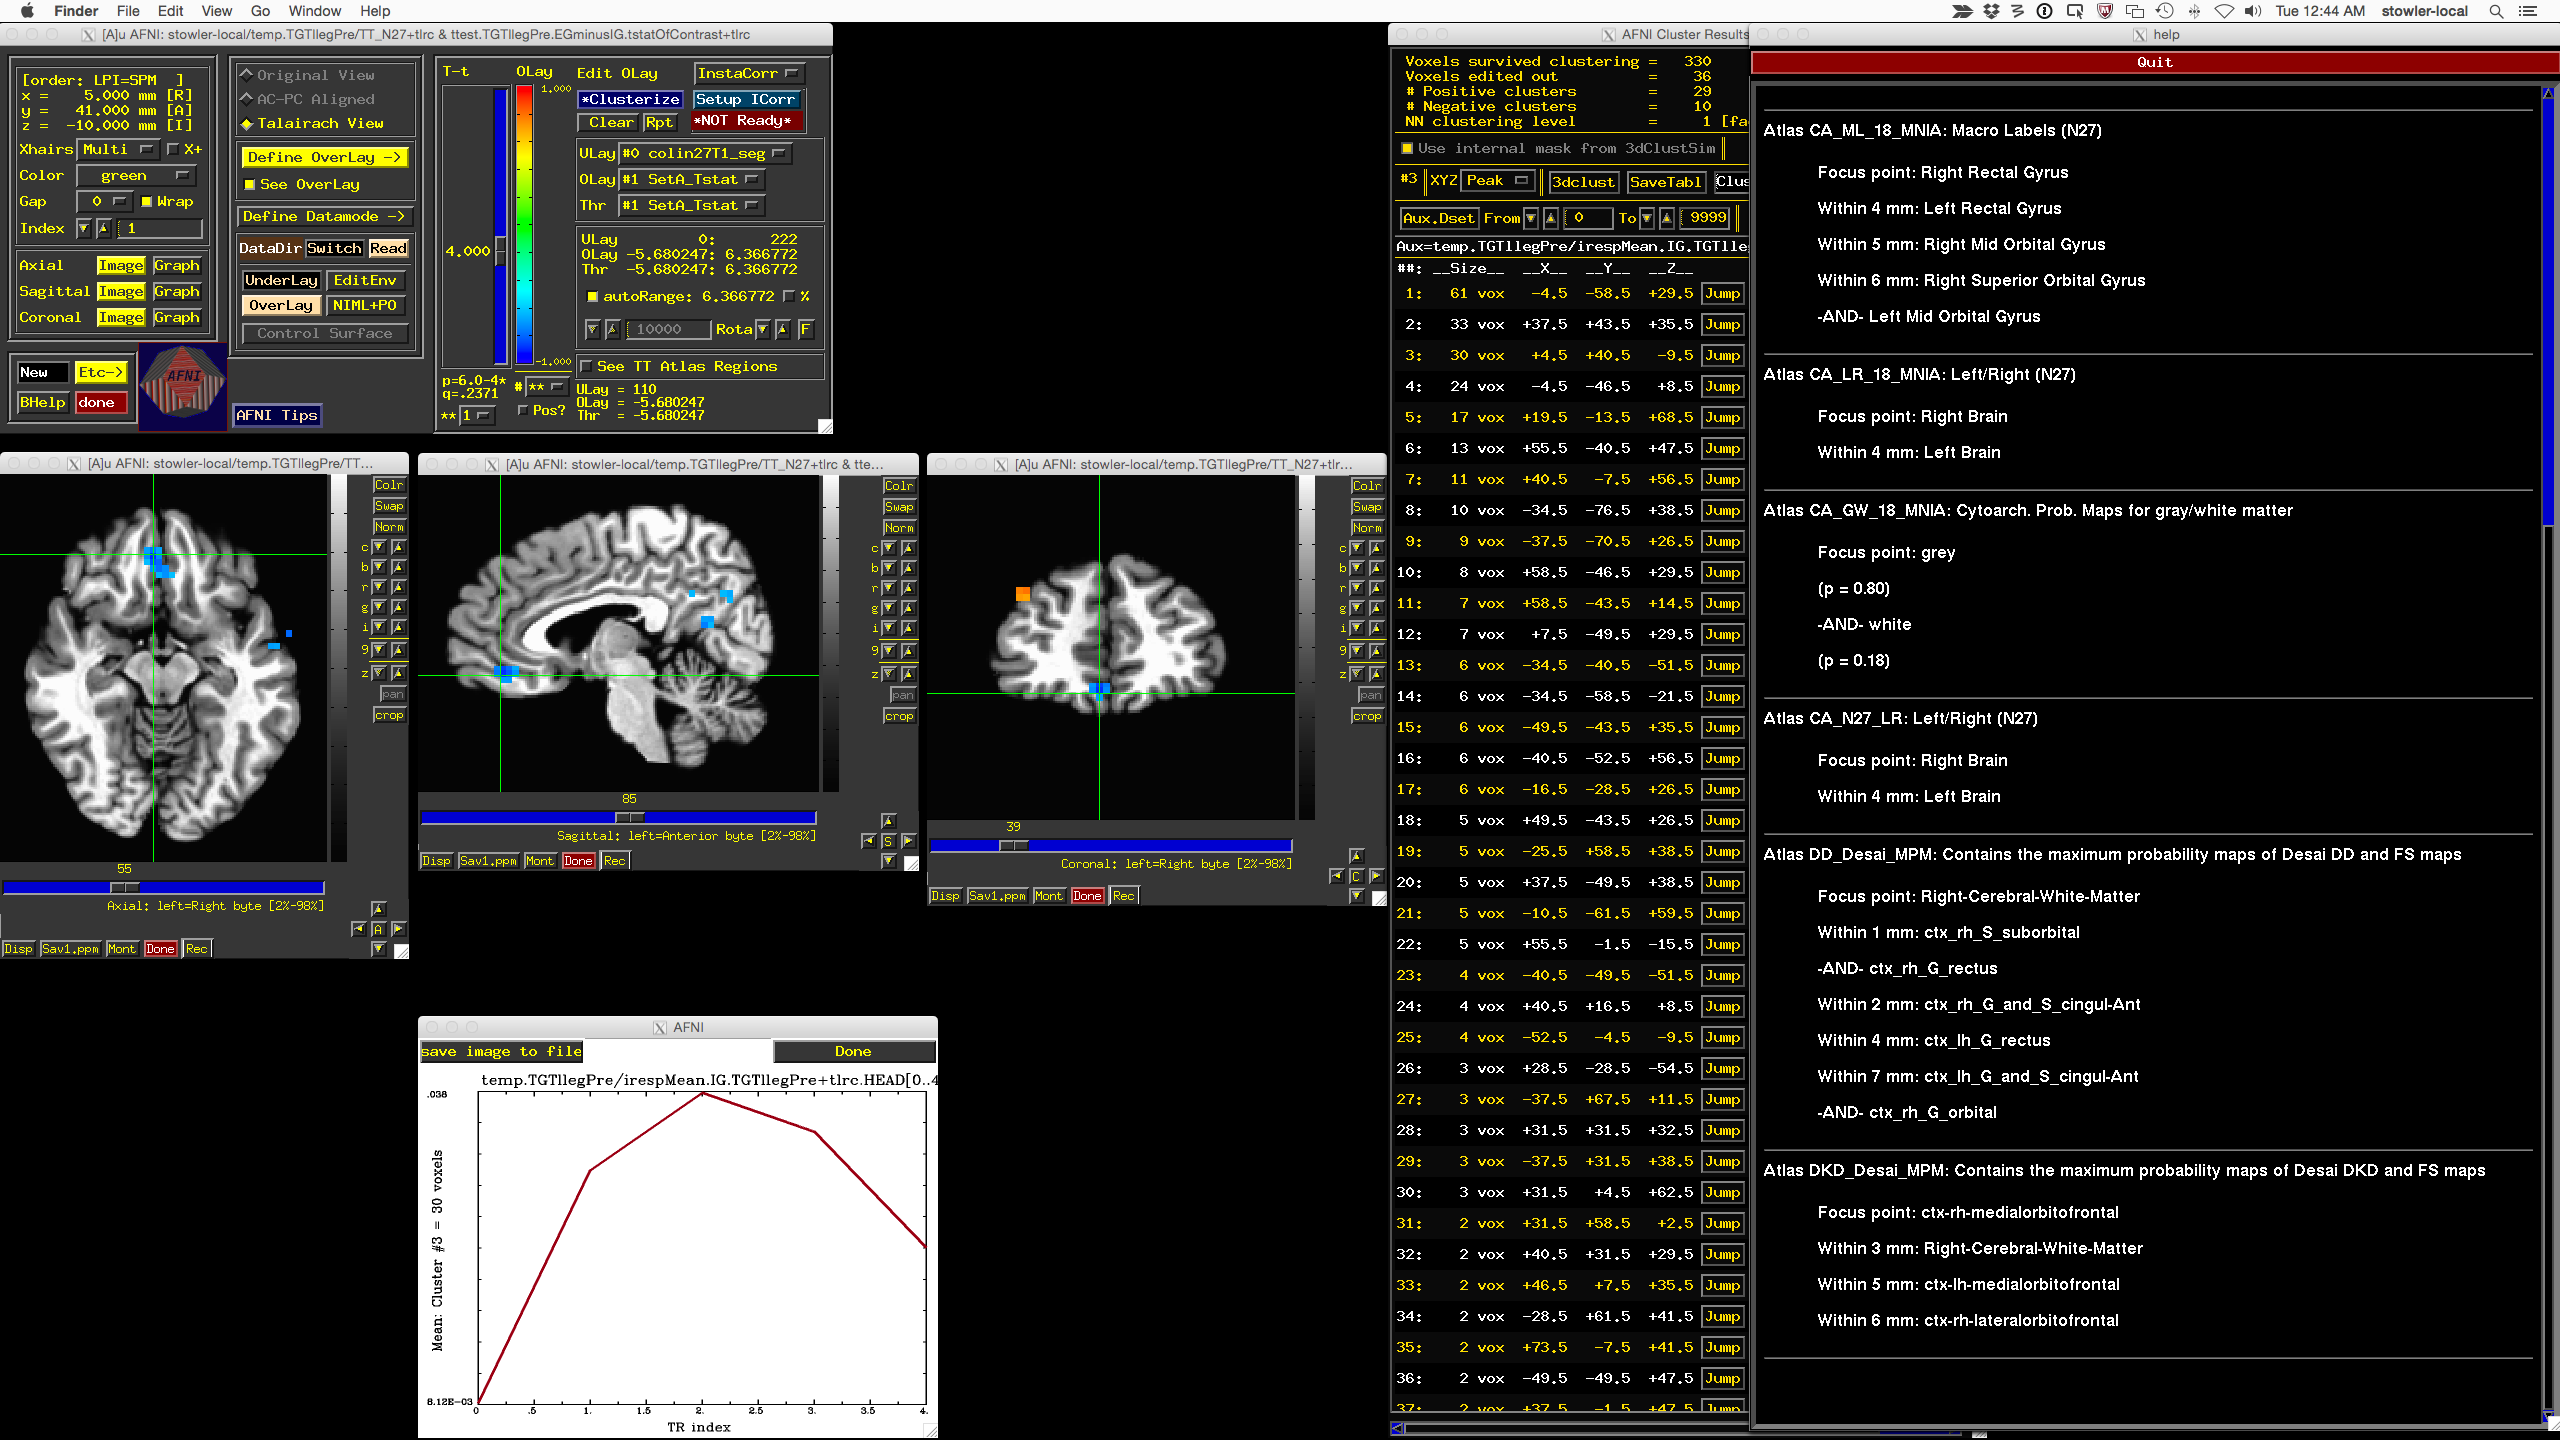 Finder File Edit View Go Window Help
Tue 12:44 AM stowler-local
[A]u AFNI: stowler-local/temp.TGTllegPre/TT_N27+tlrc & ttest.TGTllegPre.EGminusIG.tstatOfContrast+tlrc
[order: LPI=SPM ]
x = 5.000 mm [R]
y = 41.000 mm [A]
z = -10.000 mm [I]
Xhairs Multi X+
Color green
Gap 0 Wrap
Index 1
Axial Image Graph
Sagittal Image Graph
Coronal Image Graph
New Etc->
BHelp done
AFNI
Original View
AC-PC Aligned
Talairach View
Define OverLay ->
See OverLay
Define Datamode ->
DataDir Switch Read
UnderLay EditEnv
OverLay NIML+PO
Control Surface
AFNI Tips
T-t
4.000
p=6.0-4*
q=.2371
** 1
OLay
1.000
-1.000
# **
Pos?
Edit OLay InstaCorr
*Clusterize Setup ICorr
Clear Rpt *NOT Ready*
ULay #0 colin27T1_seg
OLay #1 SetA_Tstat
Thr #1 SetA_Tstat
ULay 0: 222
OLay -5.680247: 6.366772
Thr -5.680247: 6.366772
autoRange: 6.366772 %
10000 Rota F
See TT Atlas Regions
ULay = 110
OLay = -5.680247
Thr = -5.680247
[A]u AFNI: stowler-local/temp.TGTllegPre/TT...
Colr
Swap
Norm
c
b
r
g
i
9
z
pan
crop
55
Axial: left=Right byte [2%-98%]
A
Disp Sav1.ppm Mont Done Rec
[A]u AFNI: stowler-local/temp.TGTllegPre/TT_N27+tlrc & tte...
Colr
Swap
Norm
c
b
r
g
i
9
z
pan
crop
85
Sagittal: left=Anterior byte [2%-98%]
S
Disp Sav1.ppm Mont Done Rec
[A]u AFNI: stowler-local/temp.TGTllegPre/TT_N27+tlr...
Colr
Swap
Norm
c
b
r
g
i
9
z
pan
crop
39
Coronal: left=Right byte [2%-98%]
C
Disp Sav1.ppm Mont Done Rec
AFNI
save image to file Done
temp.TGTllegPre/irespMean.IG.TGTllegPre+tlrc.HEAD[0..4
.038
Mean: Cluster #3 = 30 voxels
8.12E-03
0 .5 1. 1.5 2. 2.5 3. 3.5 4.
TR index
AFNI Cluster Results
Voxels survived clustering = 330
Voxels edited out = 36
# Positive clusters = 29
# Negative clusters = 10
NN clustering level = 1 [fa
Use internal mask from 3dClustSim
#3 XYZ Peak 3dclust SaveTabl Clus
Aux.Dset From 0 To 9999
Aux=temp.TGTllegPre/irespMean.IG.TGTlle
##: __Size__ __X__ __Y__ __Z__
1: 61 vox -4.5 -58.5 +29.5 Jump
2: 33 vox +37.5 +43.5 +35.5 Jump
3: 30 vox +4.5 +40.5 -9.5 Jump
4: 24 vox -4.5 -46.5 +8.5 Jump
5: 17 vox +19.5 -13.5 +68.5 Jump
6: 13 vox +55.5 -40.5 +47.5 Jump
7: 11 vox +40.5 -7.5 +56.5 Jump
8: 10 vox -34.5 -76.5 +38.5 Jump
9: 9 vox -37.5 -70.5 +26.5 Jump
10: 8 vox +58.5 -46.5 +29.5 Jump
11: 7 vox +58.5 -43.5 +14.5 Jump
12: 7 vox +7.5 -49.5 +29.5 Jump
13: 6 vox -34.5 -40.5 -51.5 Jump
14: 6 vox -34.5 -58.5 -21.5 Jump
15: 6 vox -49.5 -43.5 +35.5 Jump
16: 6 vox -40.5 -52.5 +56.5 Jump
17: 6 vox -16.5 -28.5 +26.5 Jump
18: 5 vox +49.5 -43.5 +26.5 Jump
19: 5 vox -25.5 +58.5 +38.5 Jump
20: 5 vox +37.5 -49.5 +38.5 Jump
21: 5 vox -10.5 -61.5 +59.5 Jump
22: 5 vox +55.5 -1.5 -15.5 Jump
23: 4 vox -40.5 -49.5 -51.5 Jump
24: 4 vox +40.5 +16.5 +8.5 Jump
25: 4 vox -52.5 -4.5 -9.5 Jump
26: 3 vox +28.5 -28.5 -54.5 Jump
27: 3 vox -37.5 +67.5 +11.5 Jump
28: 3 vox +31.5 +31.5 +32.5 Jump
29: 3 vox -37.5 +31.5 +38.5 Jump
30: 3 vox +31.5 +4.5 +62.5 Jump
31: 2 vox +31.5 +58.5 +2.5 Jump
32: 2 vox +40.5 +31.5 +29.5 Jump
33: 2 vox +46.5 +7.5 +35.5 Jump
34: 2 vox -28.5 +61.5 +41.5 Jump
35: 2 vox +73.5 -7.5 +41.5 Jump
36: 2 vox -49.5 -49.5 +47.5 Jump
37: 2 vox +37.5 -1.5 +47.5 Jump
help
Quit
Atlas CA_ML_18_MNIA: Macro Labels (N27)
Focus point: Right Rectal Gyrus
Within 4 mm: Left Rectal Gyrus
Within 5 mm: Right Mid Orbital Gyrus
Within 6 mm: Right Superior Orbital Gyrus
-AND- Left Mid Orbital Gyrus
Atlas CA_LR_18_MNIA: Left/Right (N27)
Focus point: Right Brain
Within 4 mm: Left Brain
Atlas CA_GW_18_MNIA: Cytoarch. Prob. Maps for gray/white matter
Focus point: grey
(p = 0.80)
-AND- white
(p = 0.18)
Atlas CA_N27_LR: Left/Right (N27)
Focus point: Right Brain
Within 4 mm: Left Brain
Atlas DD_Desai_MPM: Contains the maximum probability maps of Desai DD and FS maps
Focus point: Right-Cerebral-White-Matter
Within 1 mm: ctx_rh_S_suborbital
-AND- ctx_rh_G_rectus
Within 2 mm: ctx_rh_G_and_S_cingul-Ant
Within 4 mm: ctx_lh_G_rectus
Within 7 mm: ctx_lh_G_and_S_cingul-Ant
-AND- ctx_rh_G_orbital
Atlas DKD_Desai_MPM: Contains the maximum probability maps of Desai DKD and FS maps
Focus point: ctx-rh-medialorbitofrontal
Within 3 mm: Right-Cerebral-White-Matter
Within 5 mm: ctx-lh-medialorbitofrontal
Within 6 mm: ctx-rh-lateralorbitofrontal